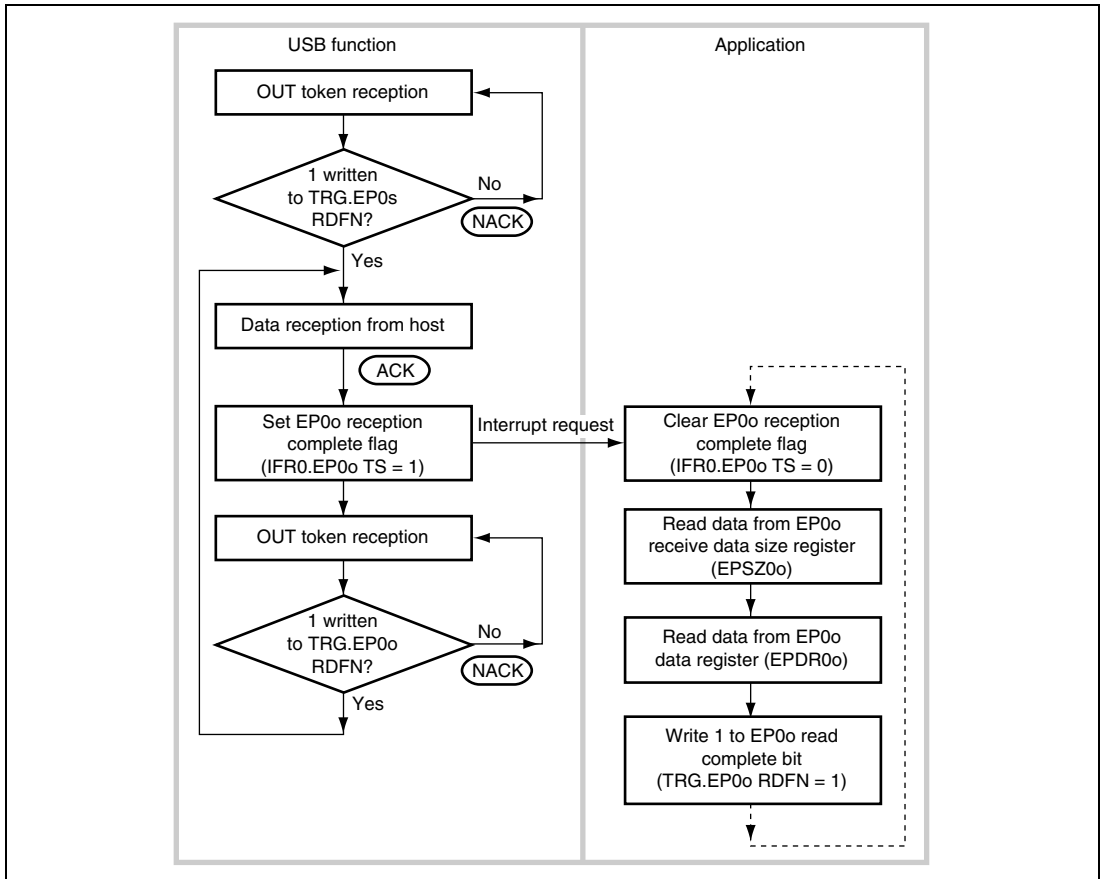 USB function
Application
OUT token reception
1 written
to TRG.EP0s
RDFN?
No
NACK
Yes
Data reception from host
ACK
Set EP0o reception
complete flag
(IFR0.EP0o TS = 1)
Interrupt request
Clear EP0o reception
complete flag
(IFR0.EP0o TS = 0)
OUT token reception
Read data from EP0o
receive data size register
(EPSZ0o)
1 written
to TRG.EP0o
RDFN?
No
NACK
Yes
Read data from EP0o
data register (EPDR0o)
Write 1 to EP0o read
complete bit
(TRG.EP0o RDFN = 1)